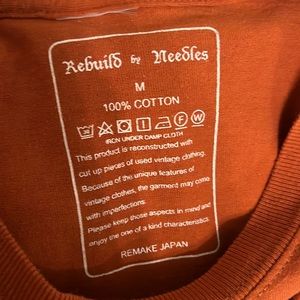 Rebuild by Needles
M
100% COTTON
IRON UNDER DAMP CLOTH
This product is reconstructed with
cut up pieces of used vintage clothing.
Because of the unique features of
vintage clothes, the garment may come
with imperfections.
Please keep those aspects in mind and
enjoy the one of a kind characteristics.
REMAKE JAPAN